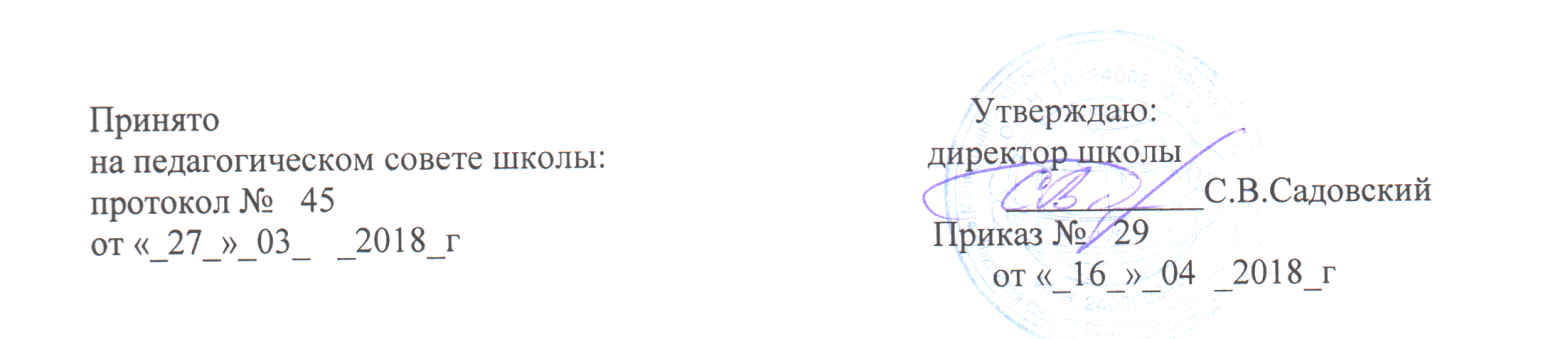 Принято
на педагогическом совете школы:
протокол № 45
от «_27_»_03_ _2018_г
Утверждаю:
директор школы
___________С.В.Садовский
Приказ № 29
от «_16_»_04 _2018_г